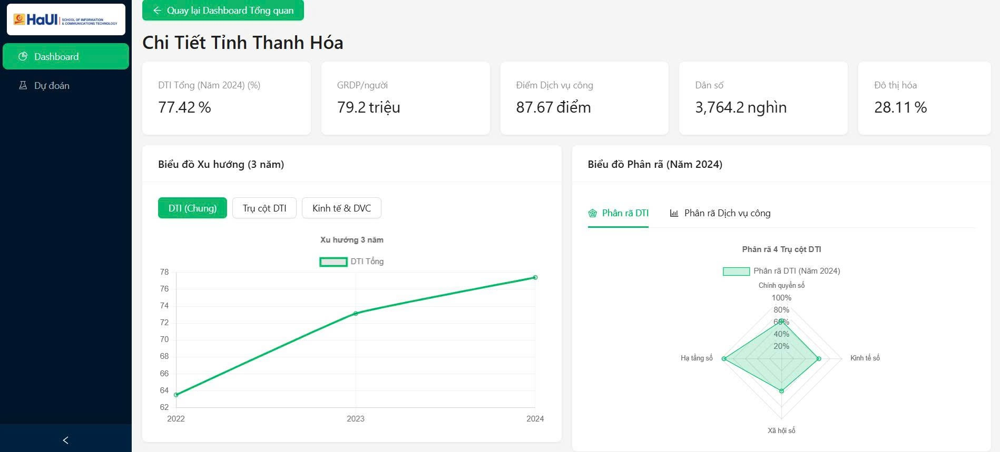 HaUI
SCHOOL OF INFORMATION
& COMMUNICATIONS TECHNOLOGY
Dashboard
Dự đoán
Quay lại Dashboard Tổng quan
Chi Tiết Tỉnh Thanh Hóa
DTI Tổng (Năm 2024) (%)
77.42 %
GRDP/người
79.2 triệu
Điểm Dịch vụ công
87.67 điểm
Dân số
3,764.2 nghìn
Đô thị hóa
28.11 %
Biểu đồ Xu hướng (3 năm)
DTI (Chung)
Trụ cột DTI
Kinh tế & DVC
Xu hướng 3 năm
DTI Tổng
78
76
74
72
70
68
66
64
62
2022
2023
2024
Biểu đồ Phân rã (Năm 2024)
Phân rã DTI
Phân rã Dịch vụ công
Phân rã 4 Trụ cột DTI
Phân rã DTI (Năm 2024)
Chính quyền số
100%
80%
60%
40%
20%
Hạ tầng số
Kinh tế số
Xã hội số